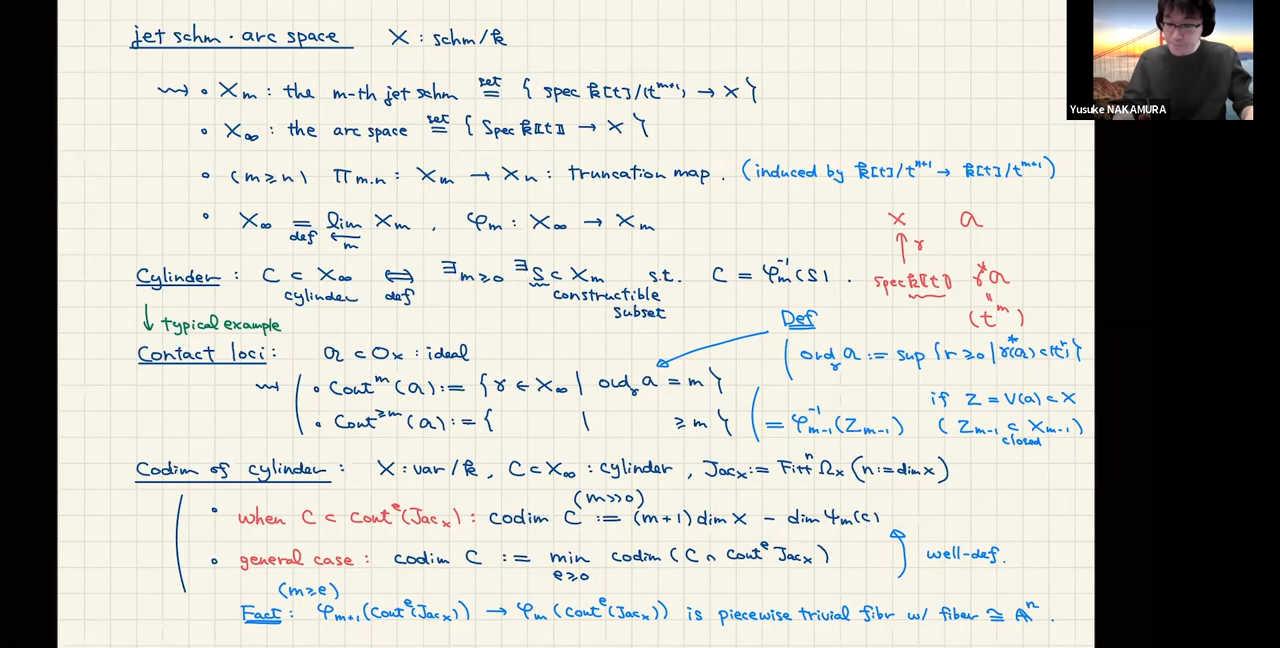 jet schm · arc space X : schm/k
⇝ ∘ X_m : the m-th jet schm ≝^set { spec k[t]/(t^{m+1}) → X }
∘ X_∞ : the arc space =^set { Spec k[[t]] → X }
∘ (m≥n) π_{m.n} : X_m → X_n : truncation map. (induced by k[t]/t^{n+1} → k[t]/t^{m+1})
∘ X_∞ =_def lim_{←m} X_m , φ_m : X_∞ → X_m
X a
↑ γ
Spec k[[t]] γ*a
"
(t^m)
Cylinder : C ⊂ X_∞ ⇔ ∃m≥0 ∃S ⊂ X_m s.t. C = φ_m^{-1}(S).
cylinder def constructible subset
↓ typical example
Def
Contact loci : a ⊂ O_X : ideal
ord_γ a := sup { r≥0 | γ*(a) ⊂ (t^r) }
⇝ ∘ Cont^m(a) := { γ ∈ X_∞ | ord_γ a = m }
∘ Cont^{≥m}(a) := { | ≥ m } ( = φ_{m-1}^{-1}(Z_{m-1})
if Z = V(a) ⊂ X
( Z_{m-1} ⊂ X_{m-1} )
closed
Codim of cylinder : X : var/k, C ⊂ X_∞ : cylinder, Jac_X := Fitt^n Ω_X (n := dim X)
(m>>0)
∘ when C ⊂ Cont^e(Jac_X) : codim C := (m+1) dim X − dim ψ_m(C)
∘ general case : codim C := min_{e≥0} codim (C ∩ Cont^e Jac_X)
well-def.
(m≥e)
Fact : φ_{m+1}(Cont^e(Jac_X)) → φ_m(Cont^e(Jac_X)) is piecewise trivial fibr w/ fiber ≅ A^n.
Yusuke NAKAMURA